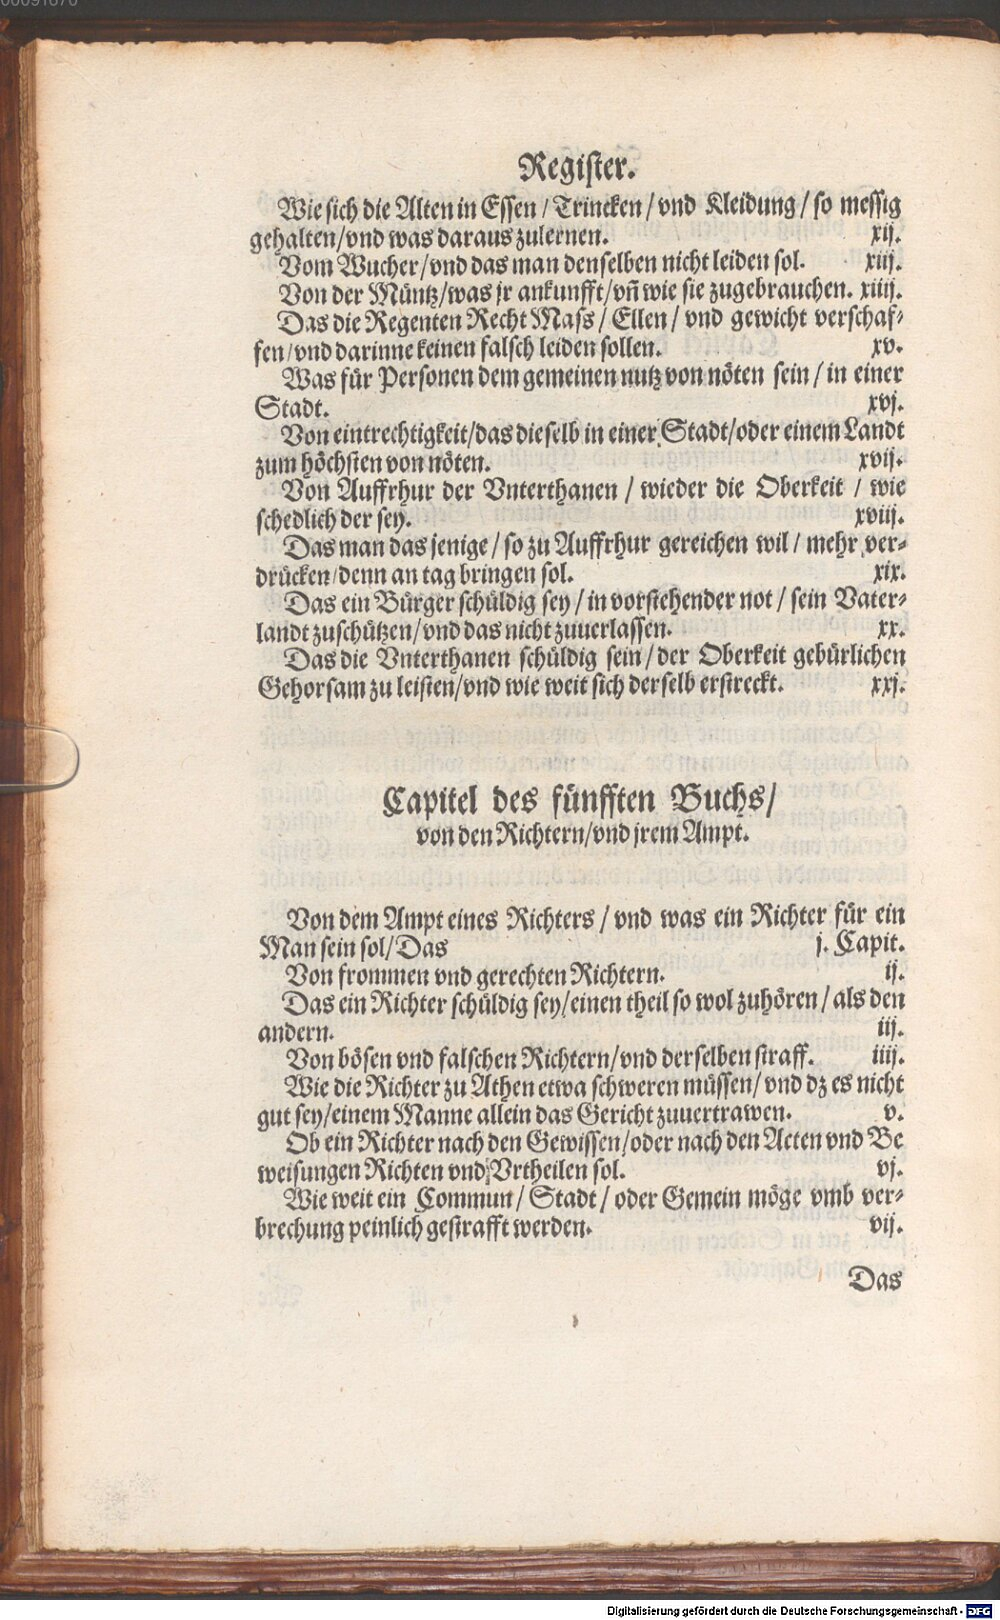 00091670
Register.
Wie sich die Alten in Essen / Trincken / vnd Kleidung / so messig
gehalten / vnd was daraus zulernen. xij.
Vom Wucher / vnd das man denselben nicht leiden sol. xiij.
Von der Müntz / was jr ankunfft / vñ wie sie zugebrauchen. xiiij.
Das die Regenten Recht Mass / Ellen / vnd gewicht verschaf-
fen / vnd darinne keinen falsch leiden sollen. xv.
Was für Personen dem gemeinen nutz von nöten sein / in einer
Stadt. xvj.
Von eintrechtigkeit / das dieselb in einer Stadt / oder einem Landt
zum höchsten von nöten. xvij.
Von Auffrhur der Vnterthanen / wieder die Oberkeit / wie
schedlich der sey. xviij.
Das man das jenige / so zu Auffrhur gereichen wil / mehr ver-
drücken / denn an tag bringen sol. xix.
Das ein Bürger schüldig sey / in vorstehender not / sein Vater-
landt zuschützen / vnd das nicht zuuerlassen. xx.
Das die Vnterthanen schüldig sein / der Oberkeit gebürlichen
Gehorsam zu leisten / vnd wie weit sich derselb erstreckt. xxj.
Capitel des fünfften Buchs /
von den Richtern / vnd jrem Ampt.
Von dem Ampt eines Richters / vnd was ein Richter für ein
Man sein sol / Das j. Capit.
Von frommen vnd gerechten Richtern. ij.
Das ein Richter schüldig sey / einen theil so wol zuhören / als den
andern. iij.
Von bösen vnd falschen Richtern / vnd derselben straff. iiij.
Wie die Richter zu Athen etwa schweren müssen / vnd dz es nicht
gut sey / einem Manne allein das Gericht zuuertrawen. v.
Ob ein Richter nach den Gewissen / oder nach den Acten vnd Be
weisungen Richten vnd Vrtheilen sol. vj.
Wie weit ein Commun / Stadt / oder Gemein möge vmb ver-
brechung peinlich gestrafft werden. vij.
Das
Digitalisierung gefördert durch die Deutsche Forschungsgemeinschaft - DFG